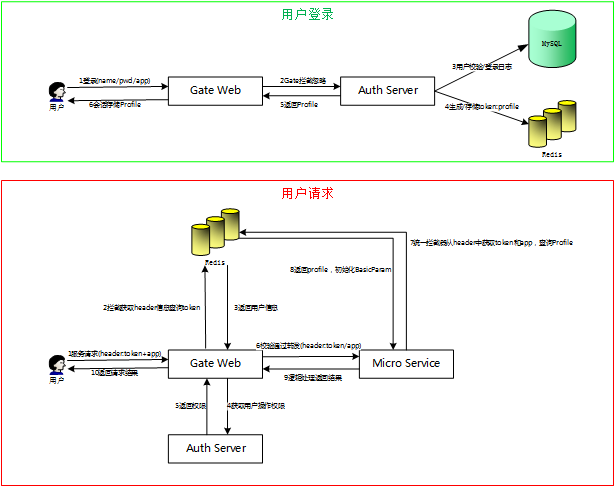 用户登录
MySQL
3用户校验/登录日志
1登录(name/pwd/app)
2Gate拦截忽略
Gate Web
Auth Server
6会话存储Profile
5返回Profile
4生成/存储token:profile
用户
Redis
用户请求
7统一拦截器从header中获取token和app，查询Profile
Redis
8返回profile，初始化BasicParam
2拦截获取header信息查询token
3返回用户信息
6校验通过转发(header:token/app)
1服务请求(header:token+app)
Gate Web
Micro Service
10返回请求结果
9逻辑处理返回结果
用户
5返回权限
4获取用户操作权限
Auth Server